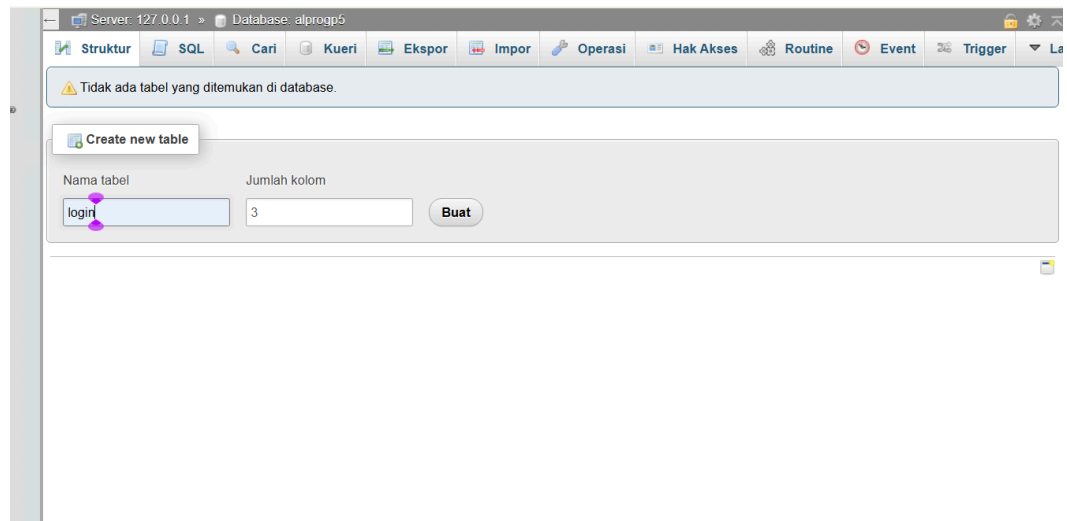 Server: 127.0.0.1 » Database: alprogp5
Struktur SQL Cari Kueri Ekspor Impor Operasi Hak Akses Routine Event Trigger La
Tidak ada tabel yang ditemukan di database.
Create new table
Nama tabel Jumlah kolom
login 3 Buat